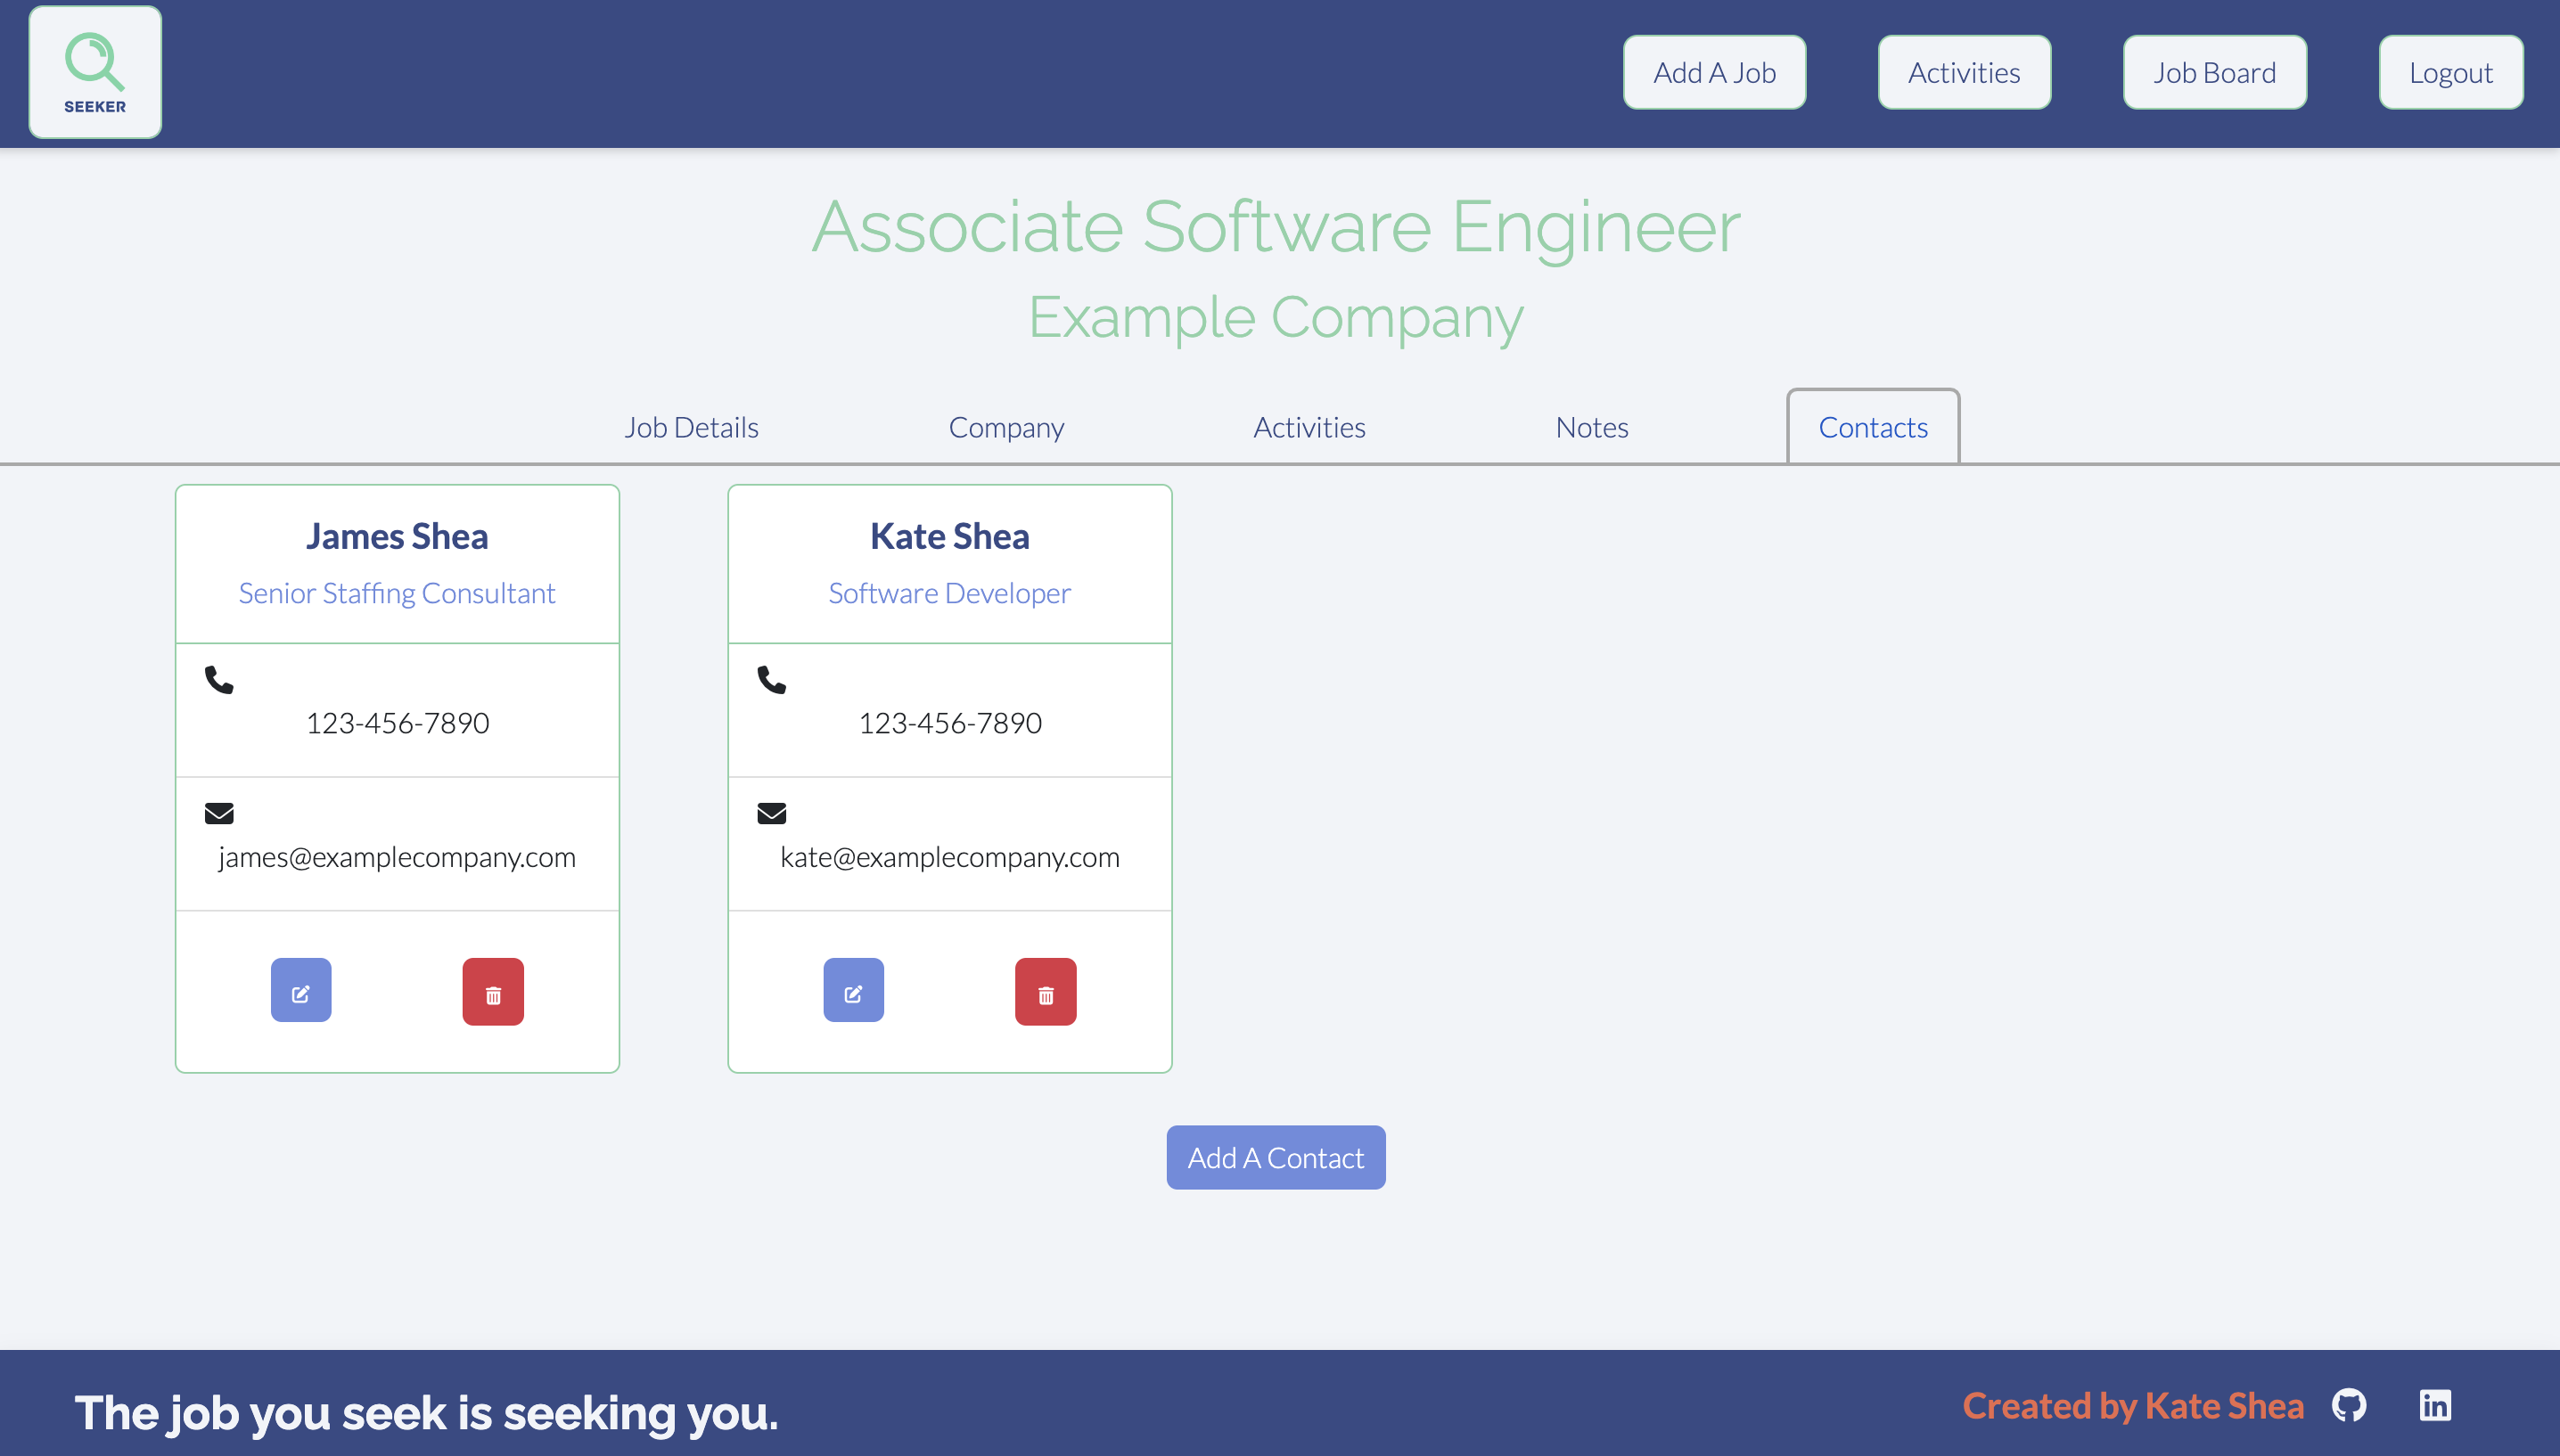 SEEKER
Add A Job
Activities
Job Board
Logout
Associate Software Engineer
Example Company
Job Details
Company
Activities
Notes
Contacts
James Shea
Senior Staffing Consultant
123-456-7890
james@examplecompany.com
Kate Shea
Software Developer
123-456-7890
kate@examplecompany.com
Add A Contact
The job you seek is seeking you.
Created by Kate Shea
in